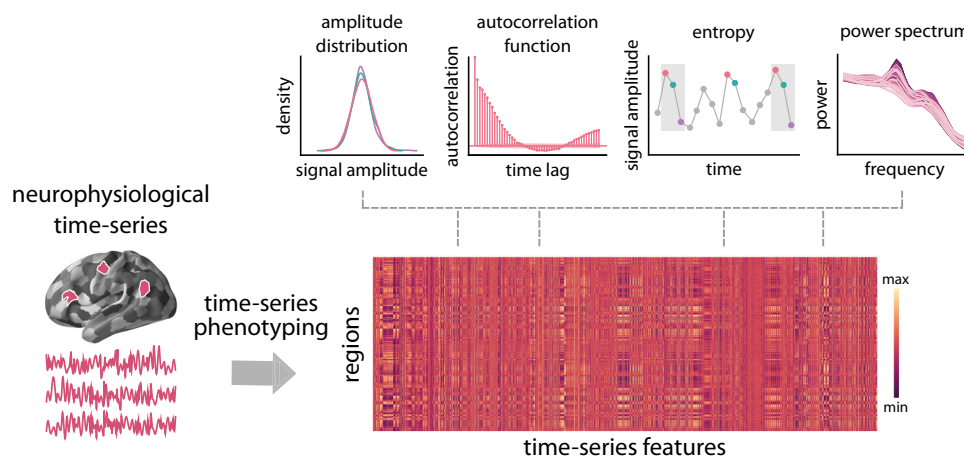 amplitude
distribution
density
signal amplitude
autocorrelation
function
autocorrelation
time lag
entropy
signal amplitude
time
power spectrum
power
frequency
neurophysiological
time-series
time-series
phenotyping
regions
time-series features
max
min